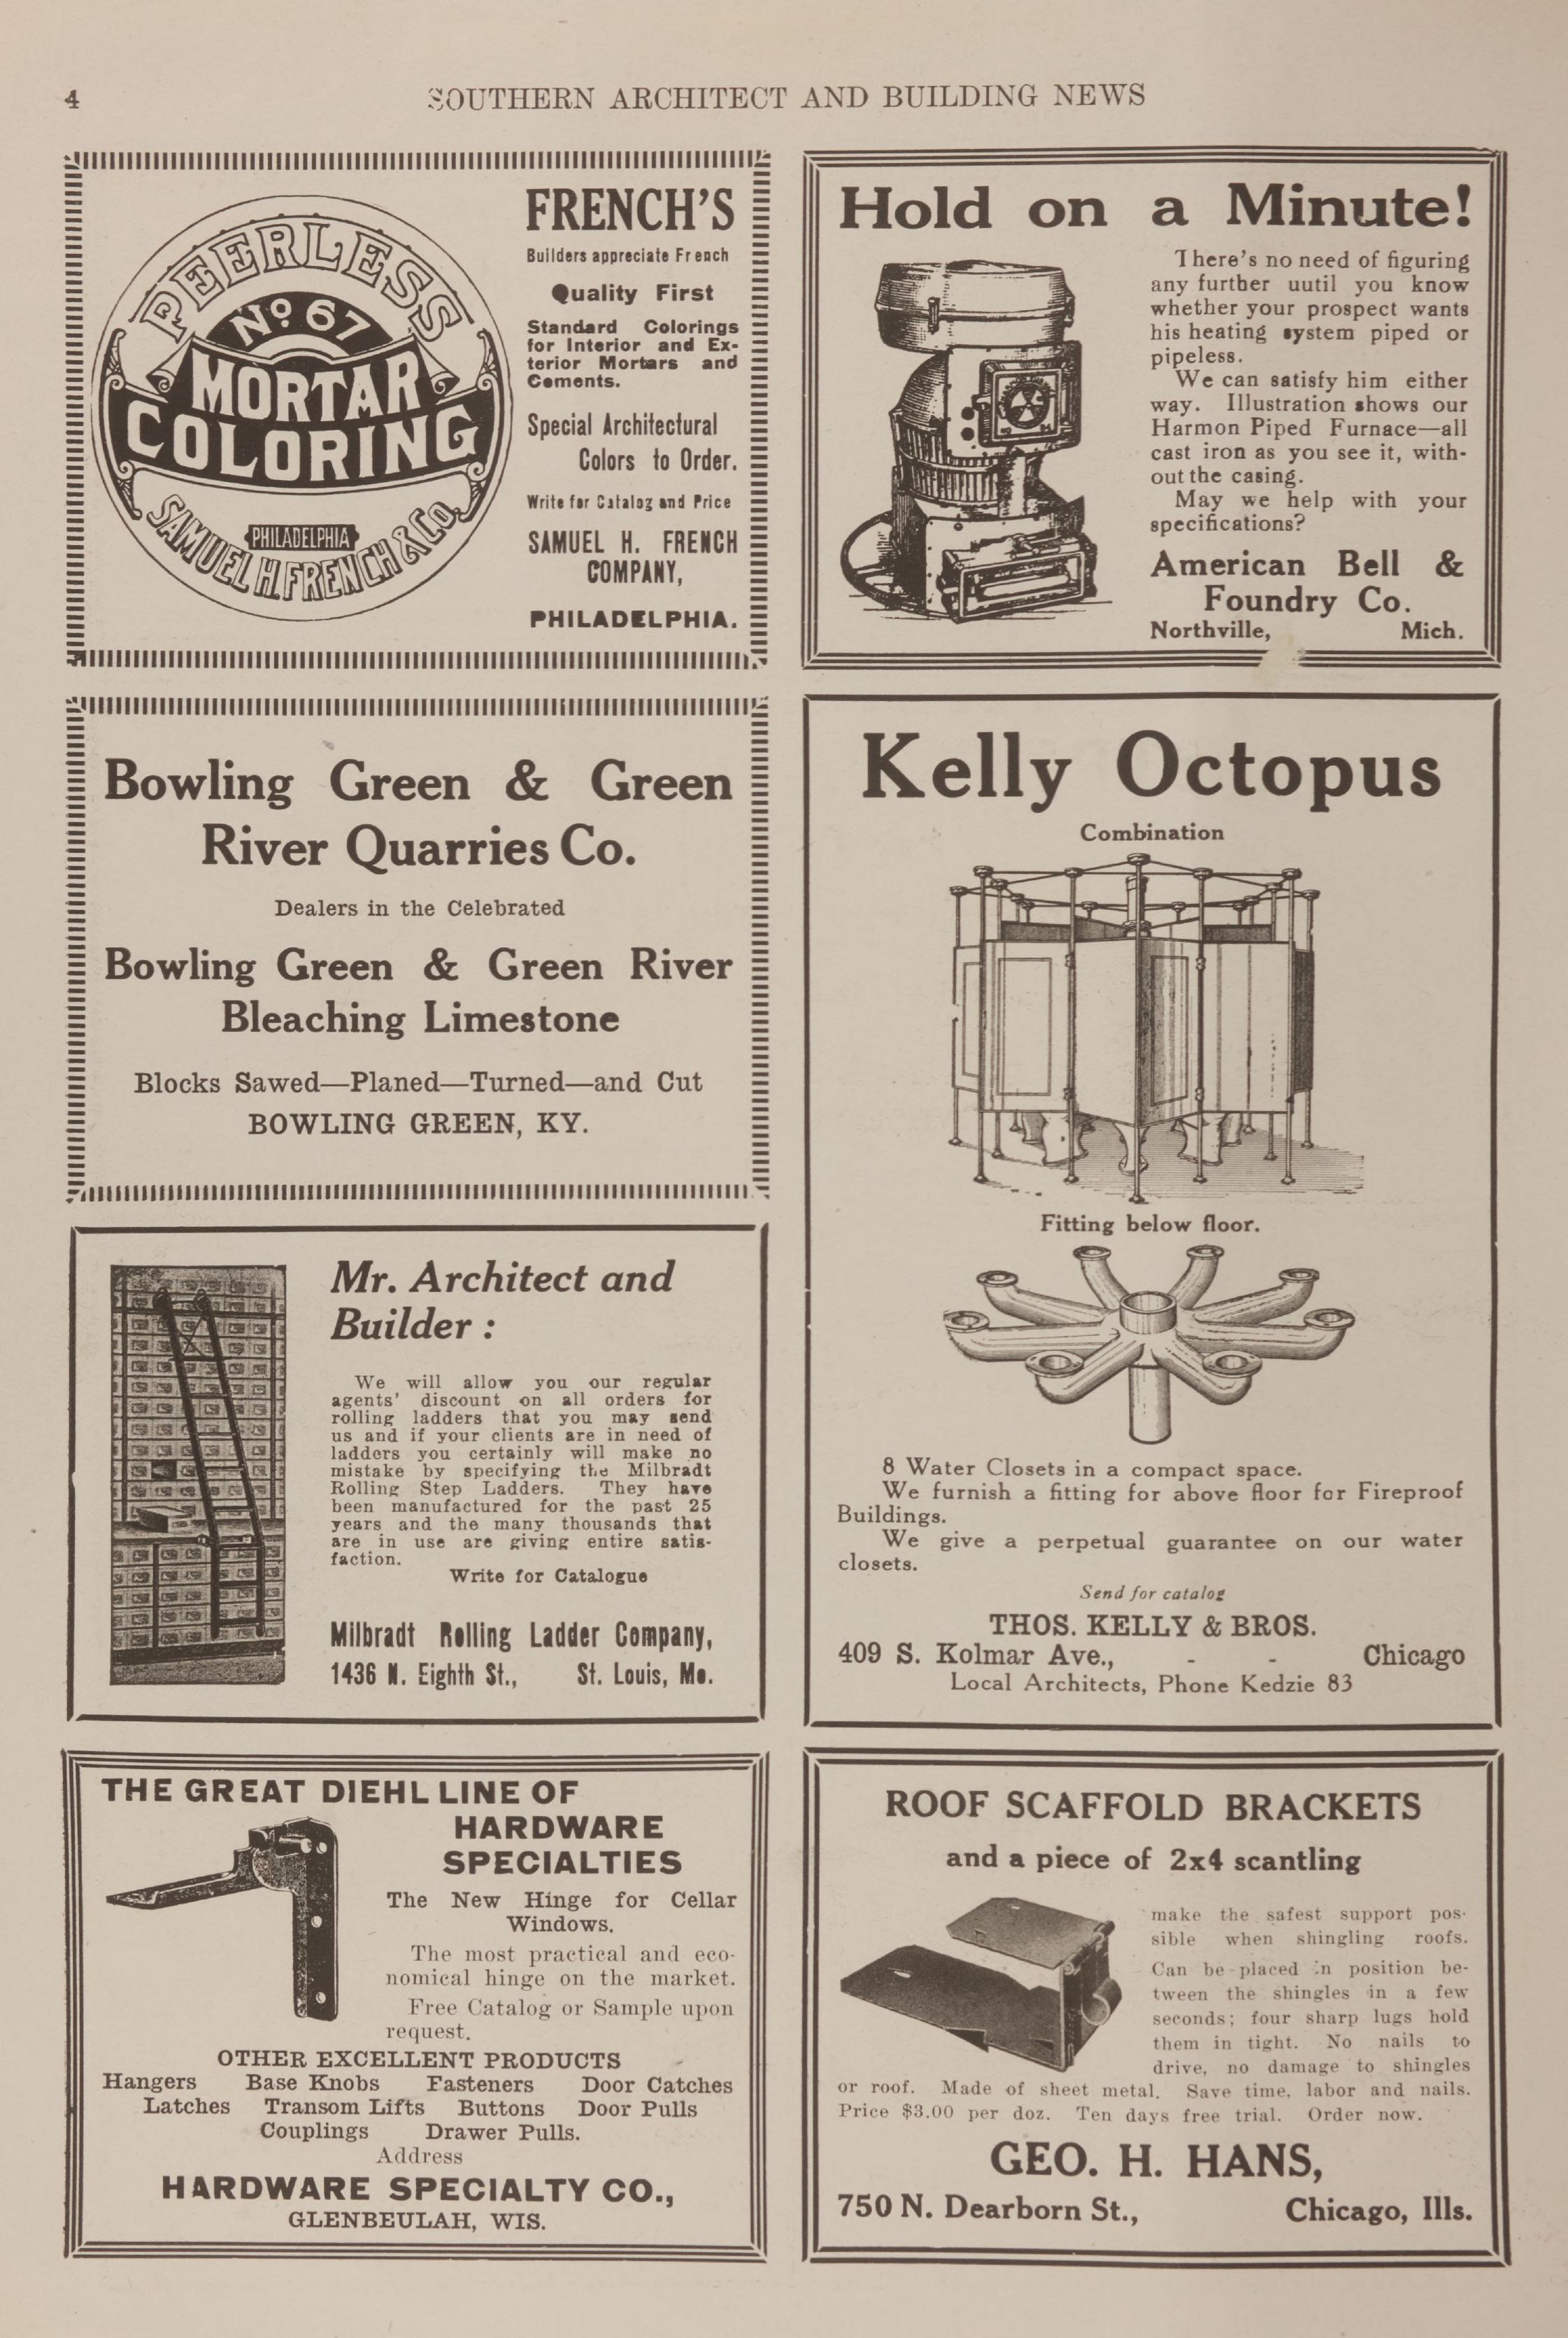 4
SOUTHERN ARCHITECT AND BUILDING NEWS
PEERLESS
No 67
MORTAR
COLORING
PHILADELPHIA
SAMUEL H. FRENCH & CO.
FRENCH'S
Builders appreciate French
Quality First
Standard Colorings
for Interior and Ex-
terior Mortars and
Cements.
Special Architectural
Colors to Order.
Write for Catalog and Price
SAMUEL H. FRENCH
COMPANY,
PHILADELPHIA.
Hold on a Minute!
There's no need of figuring
any further uutil you know
whether your prospect wants
his heating system piped or
pipeless.
We can satisfy him either
way. Illustration shows our
Harmon Piped Furnace—all
cast iron as you see it, with-
out the casing.
May we help with your
specifications?
American Bell &
Foundry Co.
Northville, Mich.
Bowling Green & Green
River Quarries Co.
Dealers in the Celebrated
Bowling Green & Green River
Bleaching Limestone
Blocks Sawed—Planed—Turned—and Cut
BOWLING GREEN, KY.
Kelly Octopus
Combination
Fitting below floor.
8 Water Closets in a compact space.
We furnish a fitting for above floor for Fireproof
Buildings.
We give a perpetual guarantee on our water
closets.
Send for catalog
THOS. KELLY & BROS.
409 S. Kolmar Ave., - - Chicago
Local Architects, Phone Kedzie 83
Mr. Architect and
Builder :
We will allow you our regular
agents' discount on all orders for
rolling ladders that you may send
us and if your clients are in need of
ladders you certainly will make no
mistake by specifying the Milbradt
Rolling Step Ladders. They have
been manufactured for the past 25
years and the many thousands that
are in use are giving entire satis-
faction.
Write for Catalogue
Milbradt Rolling Ladder Company,
1436 N. Eighth St., St. Louis, Mo.
THE GREAT DIEHL LINE OF
HARDWARE
SPECIALTIES
The New Hinge for Cellar
Windows.
The most practical and eco-
nomical hinge on the market.
Free Catalog or Sample upon
request.
OTHER EXCELLENT PRODUCTS
Hangers Base Knobs Fasteners Door Catches
Latches Transom Lifts Buttons Door Pulls
Couplings Drawer Pulls.
Address
HARDWARE SPECIALTY CO.,
GLENBEULAH, WIS.
ROOF SCAFFOLD BRACKETS
and a piece of 2x4 scantling
make the safest support pos-
sible when shingling roofs.
Can be placed in position be-
tween the shingles in a few
seconds; four sharp lugs hold
them in tight. No nails to
drive, no damage to shingles
or roof. Made of sheet metal. Save time, labor and nails.
Price $3.00 per doz. Ten days free trial. Order now.
GEO. H. HANS,
750 N. Dearborn St., Chicago, Ills.